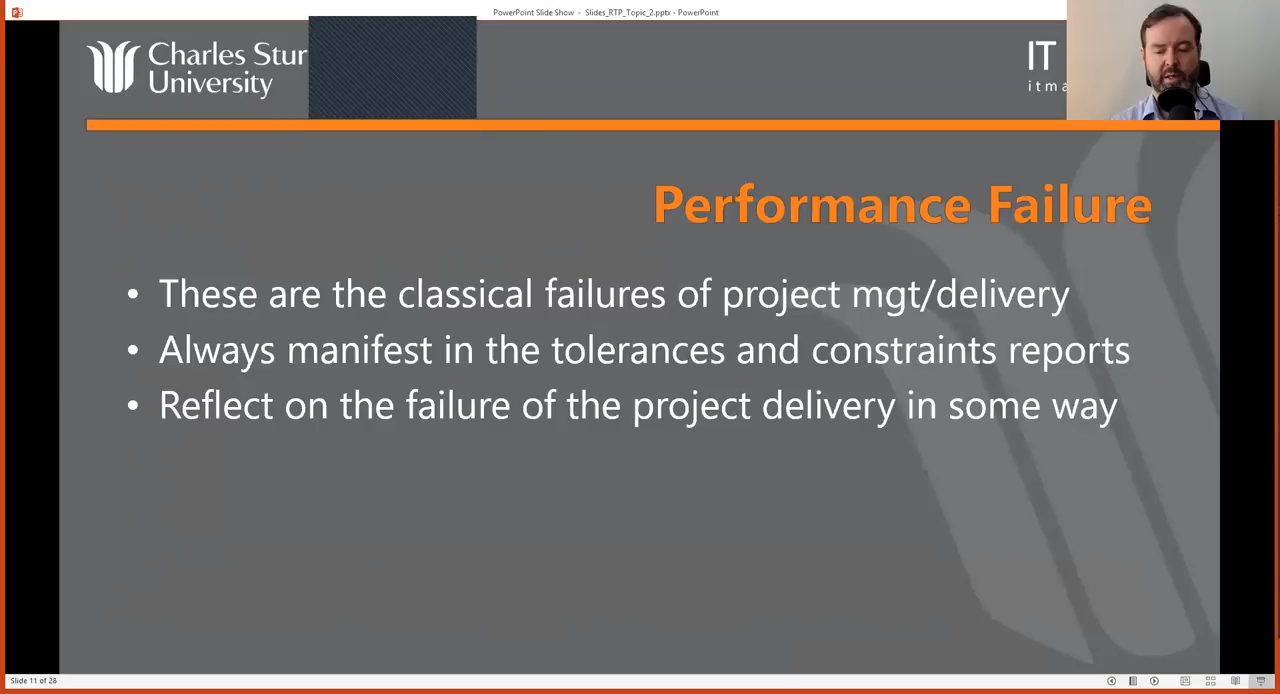 PowerPoint Slide Show - Slides_RTP_Topic_2.pptx - PowerPoint
Charles Stur
University
IT
itma
Performance Failure
• These are the classical failures of project mgt/delivery
• Always manifest in the tolerances and constraints reports
• Reflect on the failure of the project delivery in some way
Slide 11 of 28